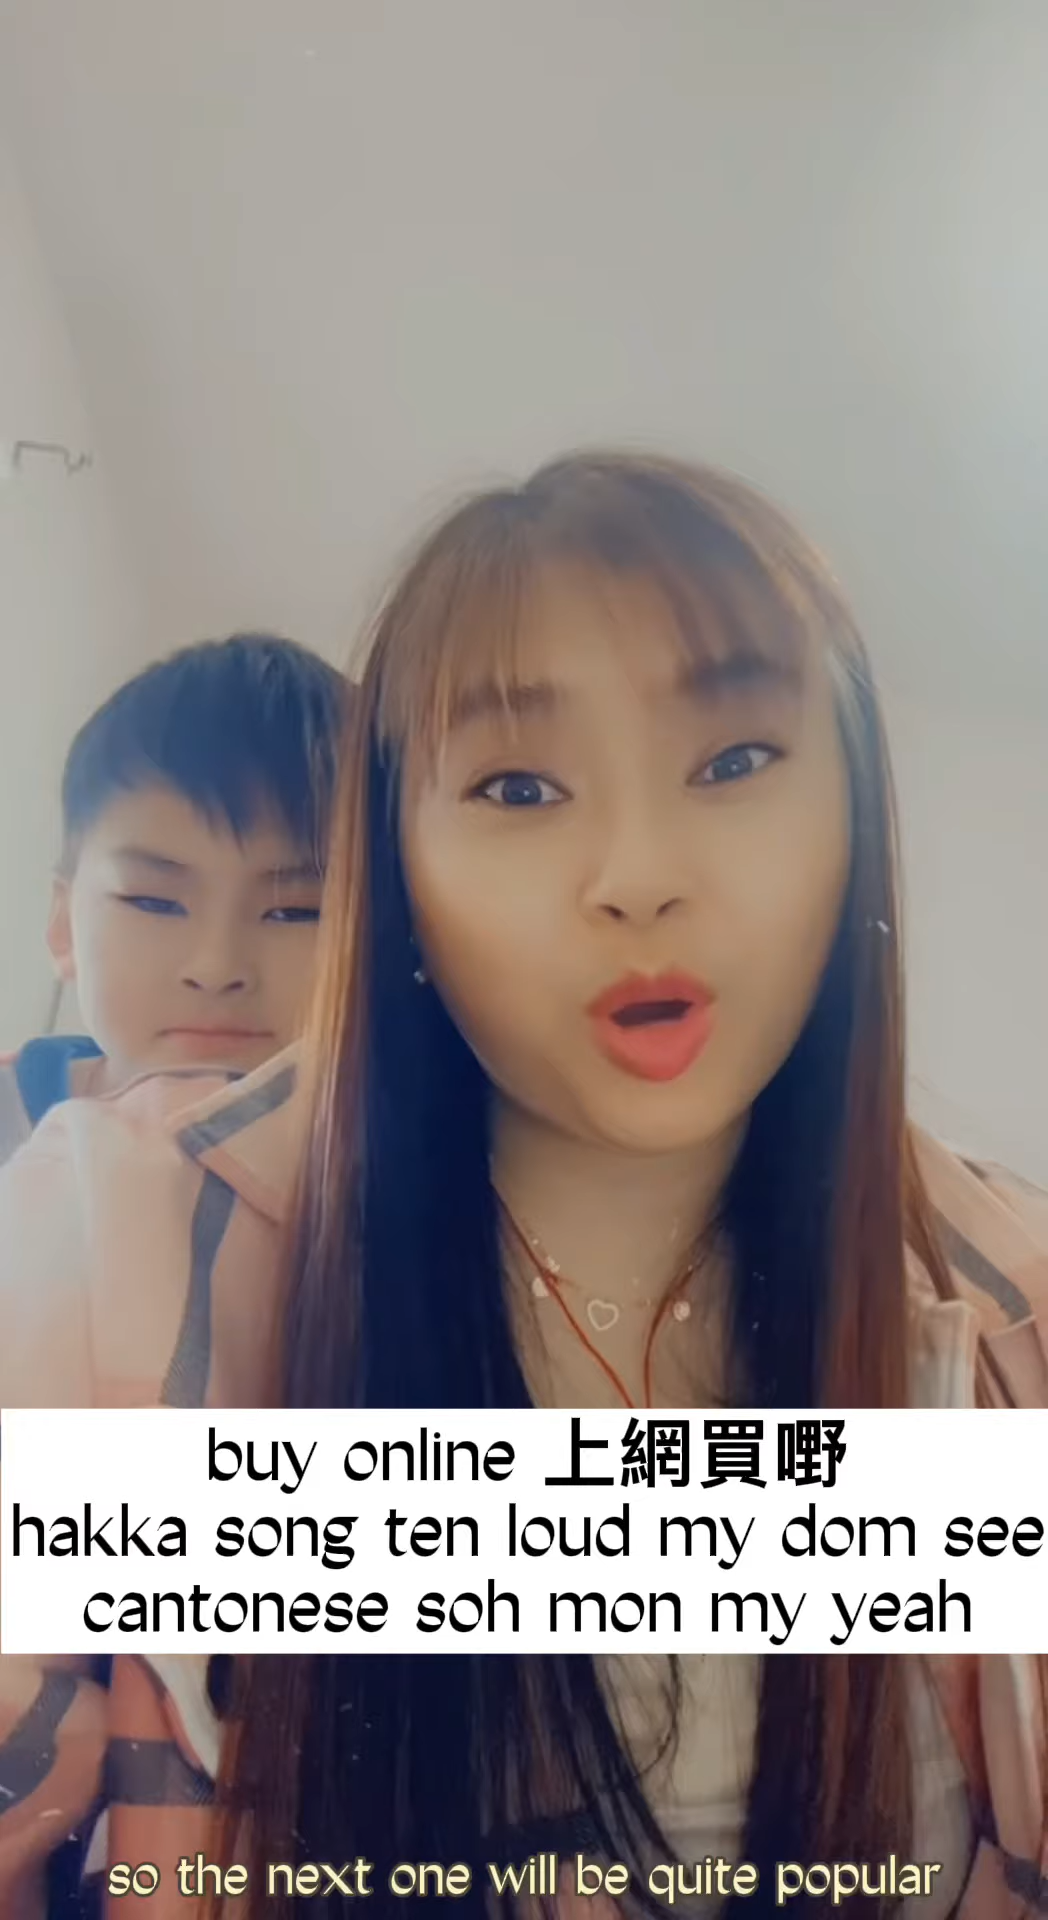 buy online 上網買嘢
hakka song ten loud my dom see
cantonese soh mon my yeah
so the next one will be quite popular